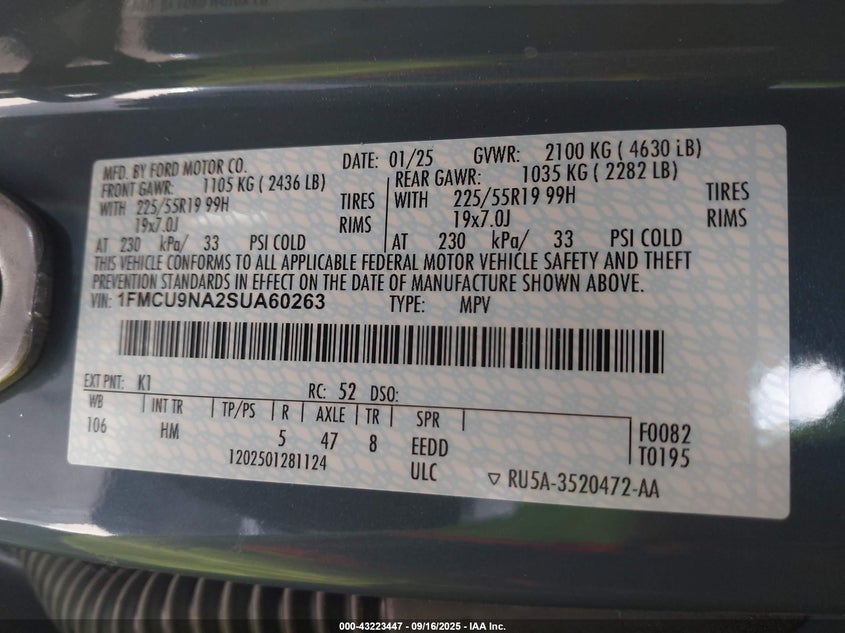 MFD. BY FORD MOTOR CO.
DATE: 01/25 GVWR: 2100 KG ( 4630 LB)
FRONT GAWR: 1105 KG ( 2436 LB)
WITH 225/55R19 99H TIRES
19x7.0J RIMS
AT 230 kPa/ 33 PSI COLD
REAR GAWR: 1035 KG ( 2282 LB)
WITH 225/55R19 99H TIRES
19x7.0J RIMS
AT 230 kPa/ 33 PSI COLD
THIS VEHICLE CONFORMS TO ALL APPLICABLE FEDERAL MOTOR VEHICLE SAFETY AND THEFT
PREVENTION STANDARDS IN EFFECT ON THE DATE OF MANUFACTURE SHOWN ABOVE.
VIN: 1FMCU9NA2SUA60263 TYPE: MPV
EXT PNT: K1 RC: 52 DSO:
WB INT TR TP/PS R AXLE TR SPR
106 HM 5 47 8 EEDD
F0082
T0195
1202501281124 ULC
RU5A-3520472-AA
000-43223447 - 09/16/2025 - IAA Inc.